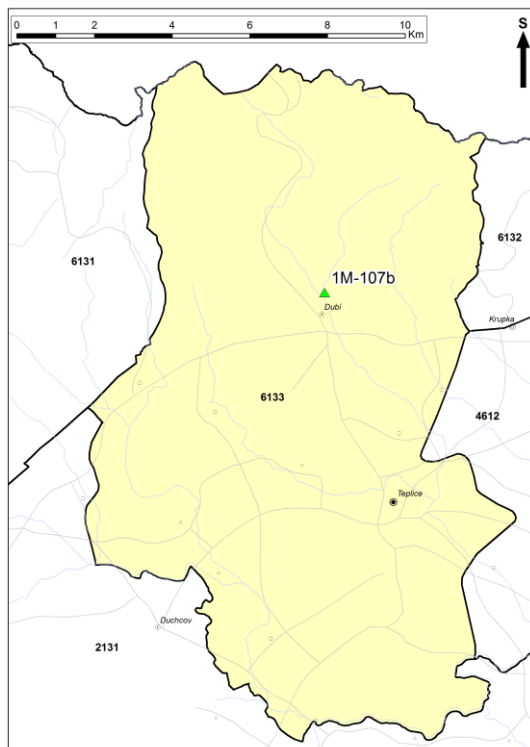 0 1 2 4 6 8 10
Km
S
6131
6132
1M-107b
Dubí
Krupka
6133
4612
Teplice
Duchcov
2131